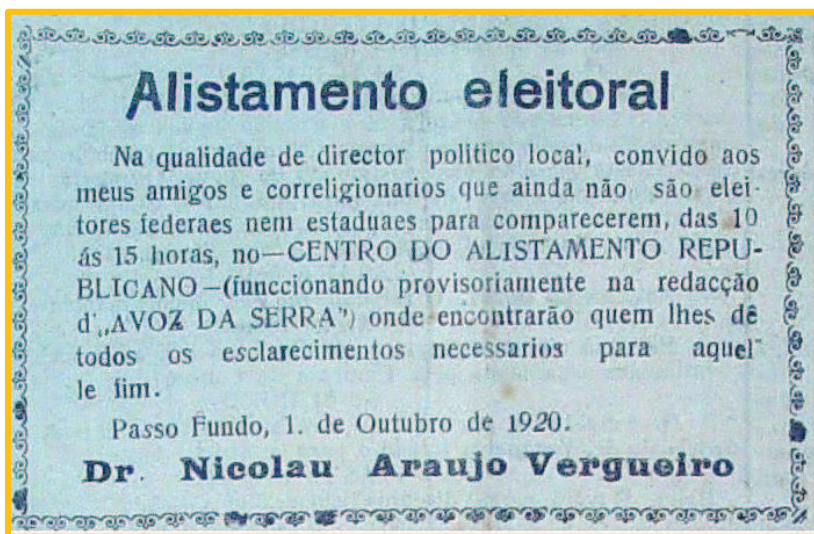 Alistamento eleitoral
Na qualidade de director politico local, convido aos
meus amigos e correligionarios que ainda não são elei-
tores federaes nem estaduaes para comparecerem, das 10
ás 15 horas, no—CENTRO DO ALISTAMENTO REPU-
BLICANO—(funccionando provisoriamente na redacção
d'„AVOZ DA SERRA") onde encontrarão quem lhes dê
todos os esclarecimentos necessarios para aquel-
le fim.
Passo Fundo, 1. de Outubro de 1920.
Dr. Nicolau Araujo Vergueiro